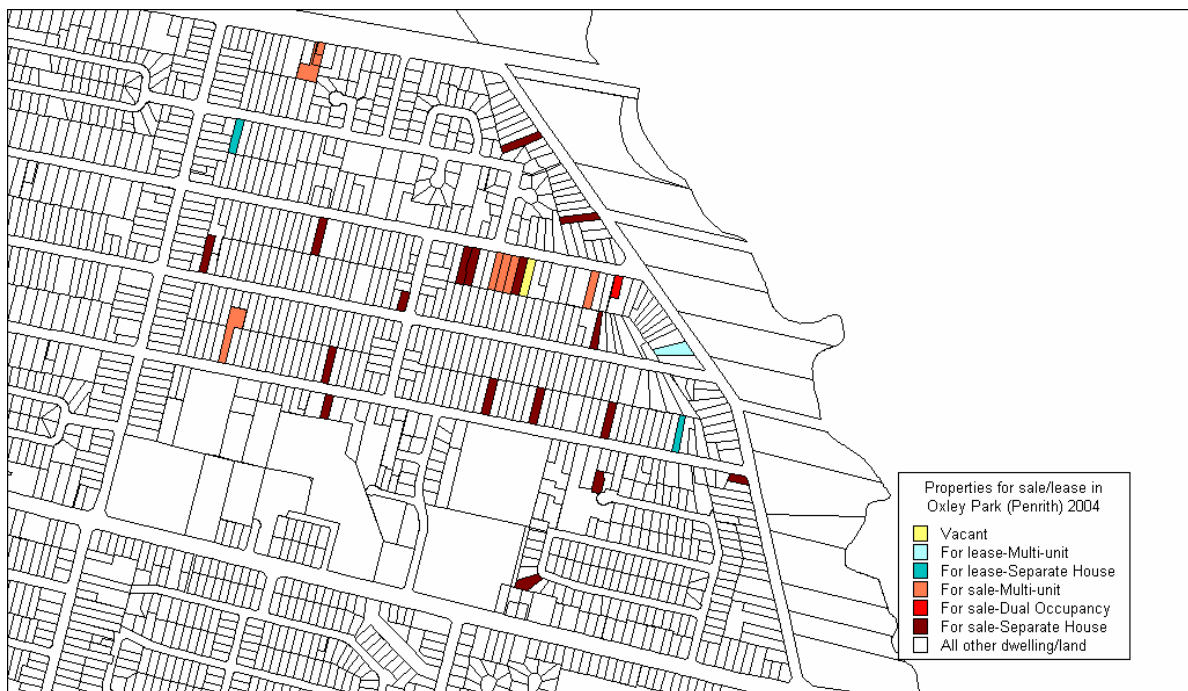 Properties for sale/lease in
Oxley Park (Penrith) 2004
Vacant
For lease-Multi-unit
For lease-Separate House
For sale-Multi-unit
For sale-Dual Occupancy
For sale-Separate House
All other dwelling/land